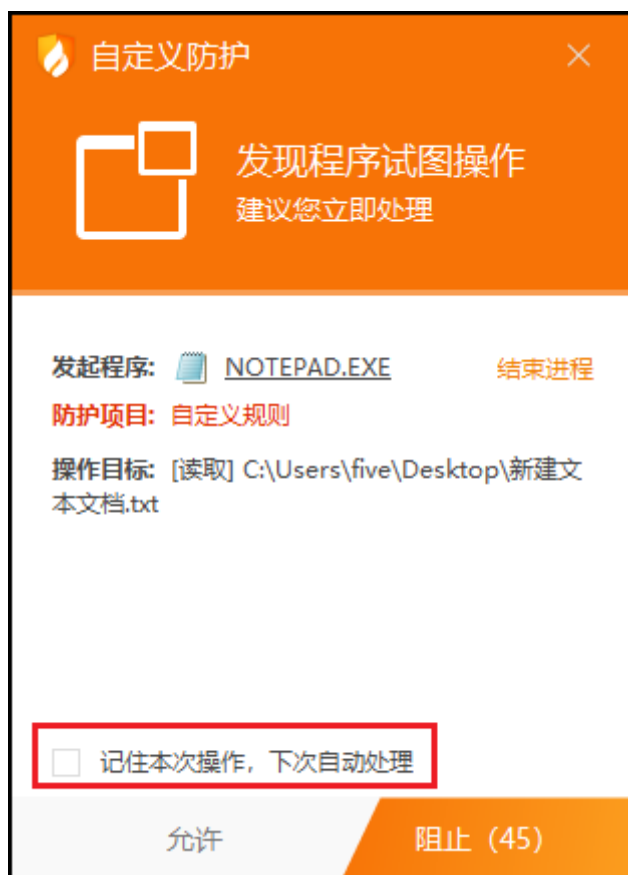 自定义防护
发现程序试图操作
建议您立即处理
发起程序: NOTEPAD.EXE 结束进程
防护项目: 自定义规则
操作目标: [读取] C:\Users\five\Desktop\新建文
本文档.txt
记住本次操作，下次自动处理
允许 阻止（45）